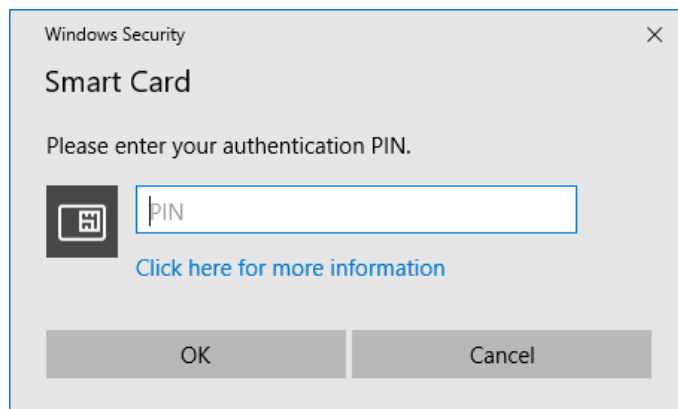 Windows Security
Smart Card
Please enter your authentication PIN.
PIN
Click here for more information
OK
Cancel